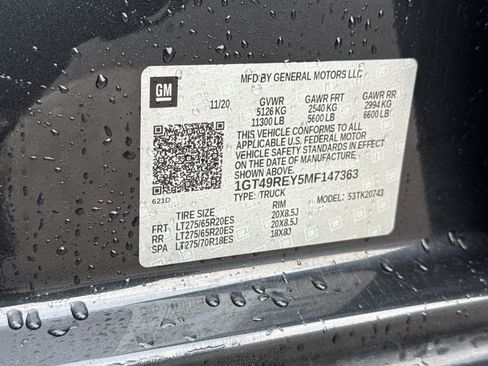 GM
MFD BY GENERAL MOTORS LLC
11/20 GVWR GAWR FRT GAWR RR
5126 KG 2540 KG 2994 KG
11300 LB 5600 LB 6600 LB
THIS VEHICLE CONFORMS TO ALL
APPLICABLE U.S. FEDERAL MOTOR
VEHICLE SAFETY STANDARDS IN EFFECT
ON THE DATE OF MANUFACTURE
SHOWN ABOVE.
1GT49REY5MF147363
621D TYPE: TRUCK MODEL: 53TK20743
TIRE SIZE RIM
FRT LT275/65R20ES 20X8.5J
RR LT275/65R20ES 20X8.5J
SPA LT275/70R18ES 18X8J